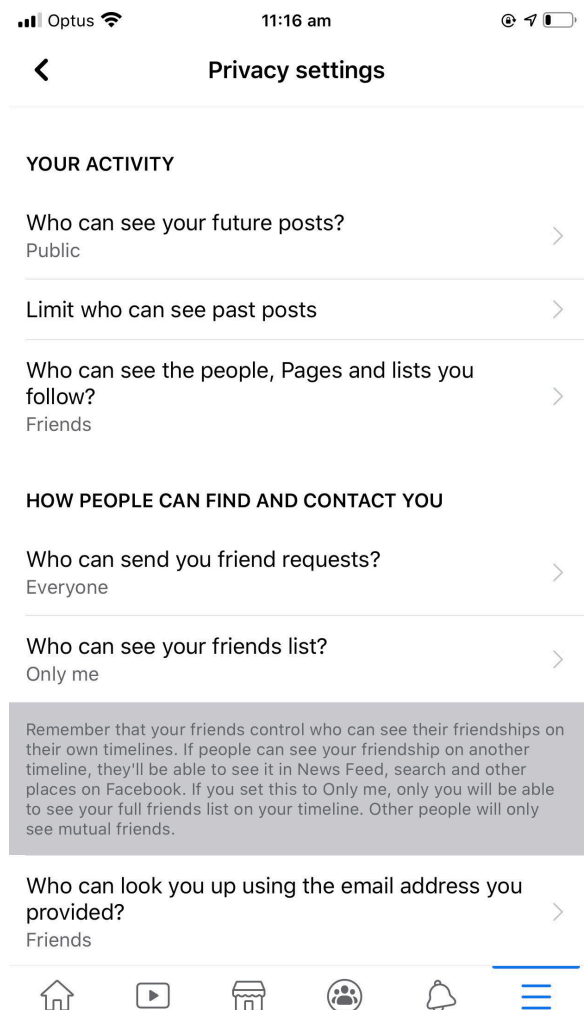 Optus
11:16 am
Privacy settings
YOUR ACTIVITY
Who can see your future posts?
Public
Limit who can see past posts
Who can see the people, Pages and lists you
follow?
Friends
HOW PEOPLE CAN FIND AND CONTACT YOU
Who can send you friend requests?
Everyone
Who can see your friends list?
Only me
Remember that your friends control who can see their friendships on
their own timelines. If people can see your friendship on another
timeline, they'll be able to see it in News Feed, search and other
places on Facebook. If you set this to Only me, only you will be able
to see your full friends list on your timeline. Other people will only
see mutual friends.
Who can look you up using the email address you
provided?
Friends